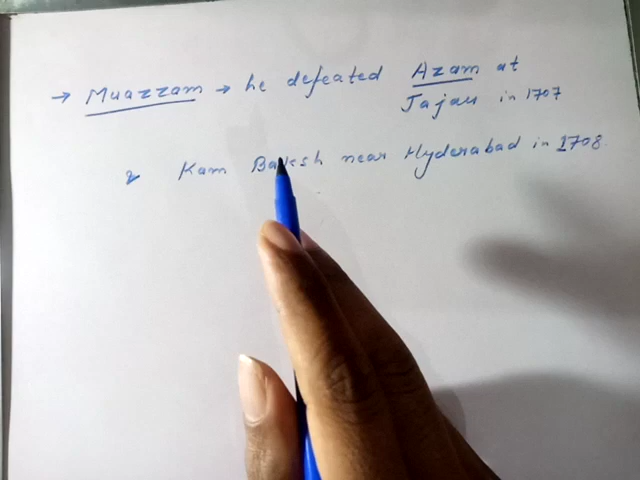 → Muazzam → he defeated Azam at
Jajau in 1707
& Kam Baksh near Hyderabad in 1708.